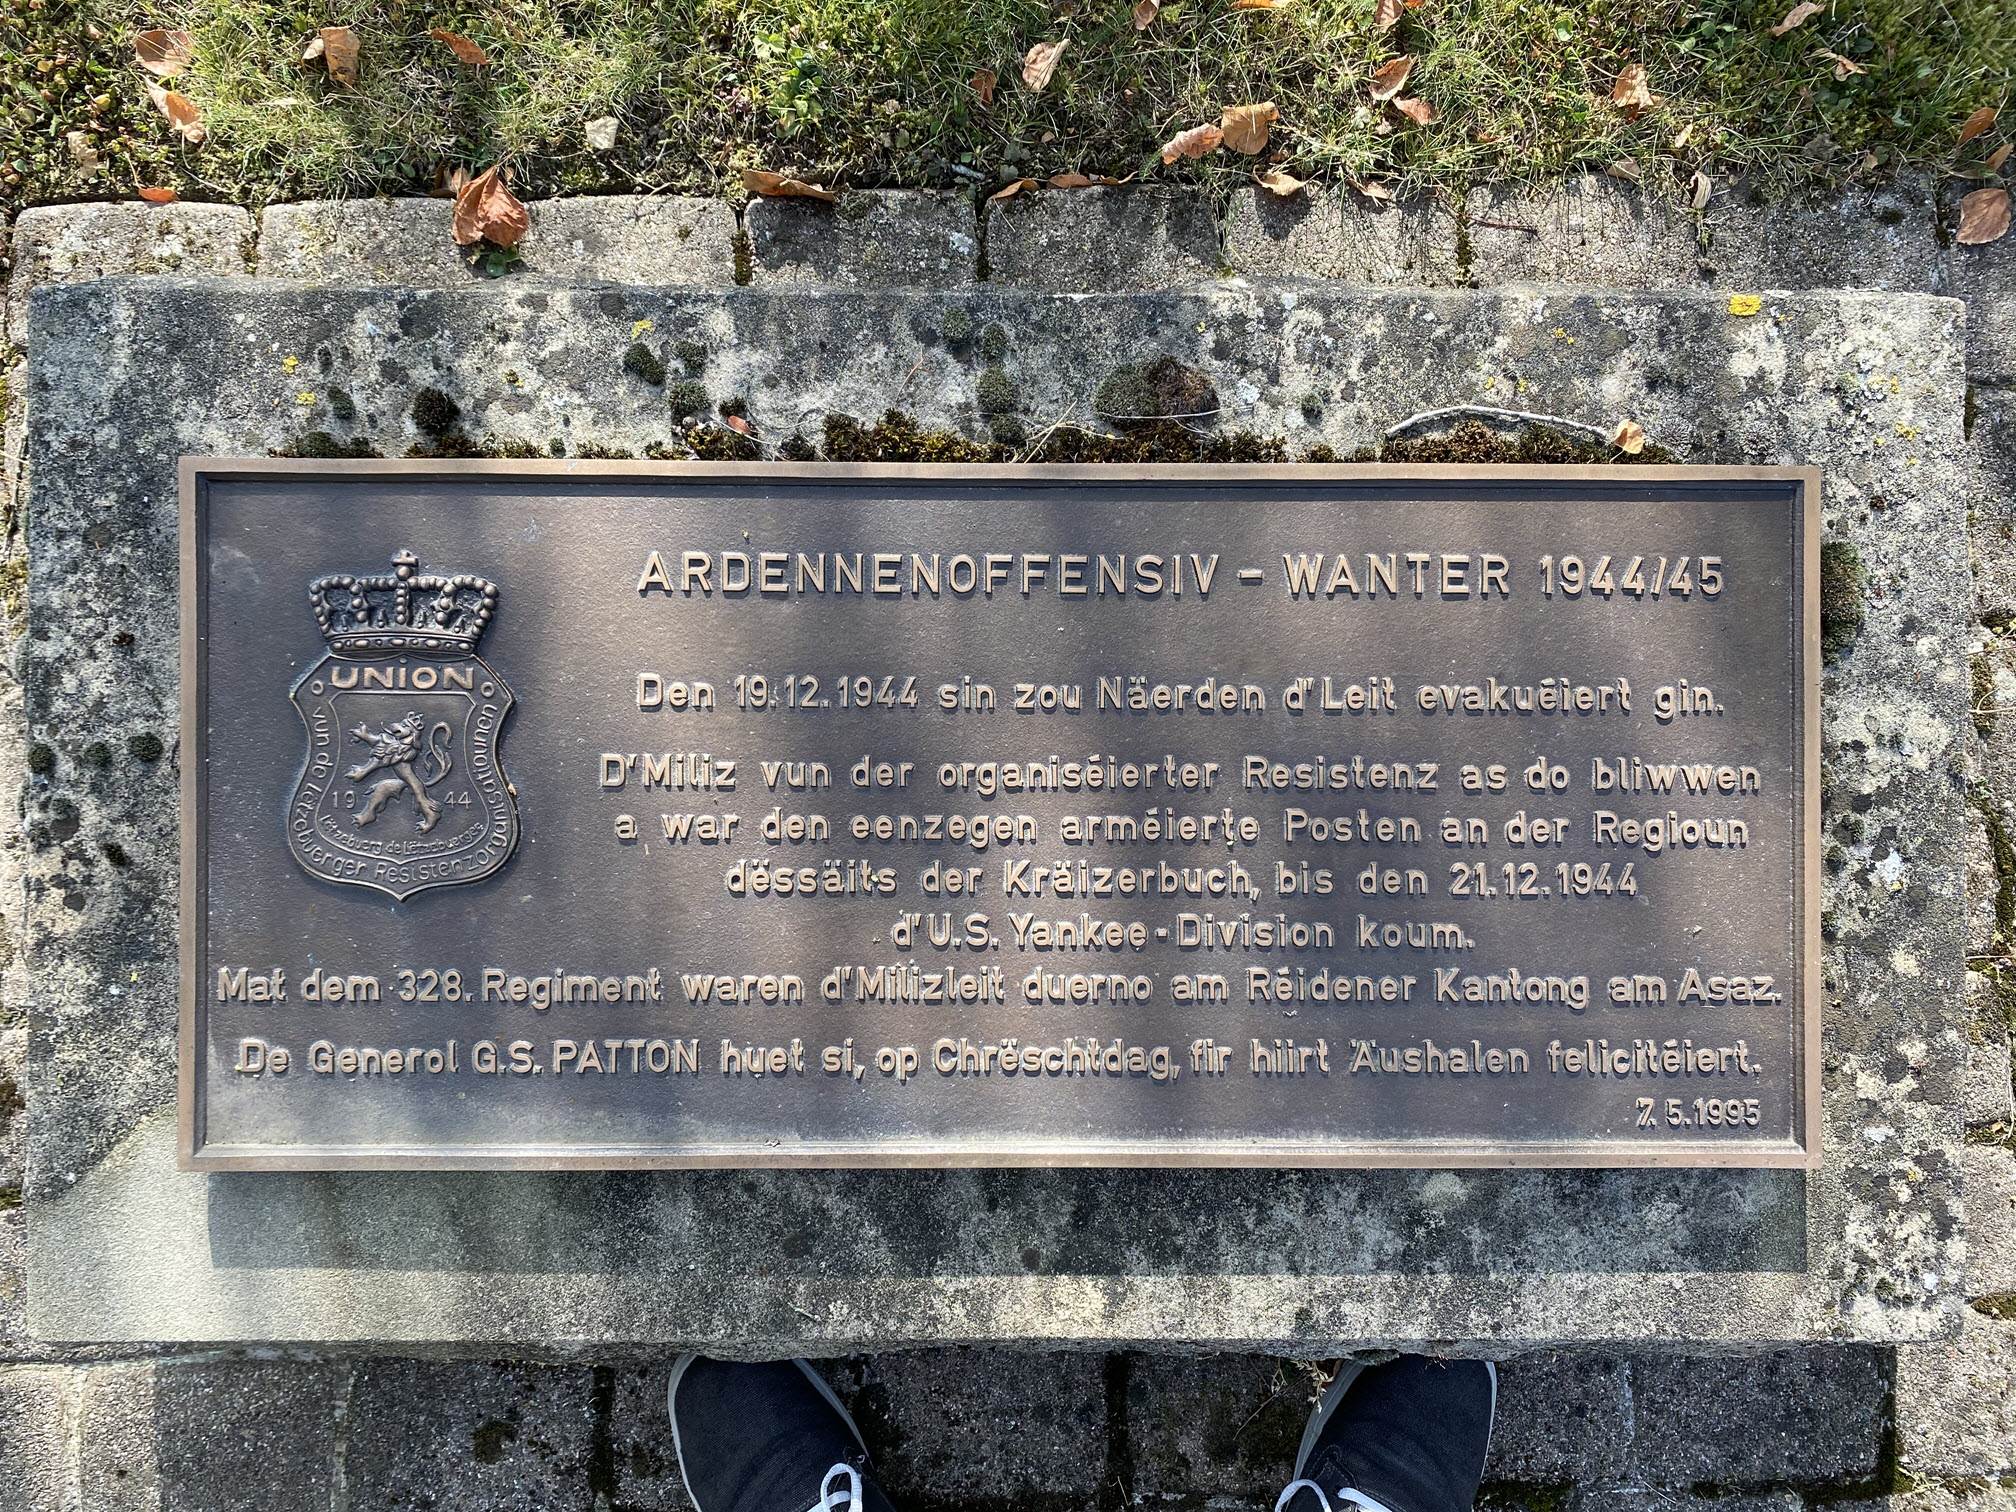 ARDENNENOFFENSIV - WANTER 1944/45
Den 19.12.1944 sin zou Näerden d'Leit evakuéiert gin.
D'Miliz vun der organiséierter Resistenz as do bliwwen
a war den eenzegen arméierte Posten an der Regioun
dëssäits der Kräizerbuch, bis den 21.12.1944
d'U.S. Yankee-Division koum.
Mat dem 328. Regiment waren d'Milizleit duerno am Réidener Kantong am Asaz.
De Generol G.S. PATTON huet si, op Chrëschtdag, fir hiirt Äushalen felicitéiert.
7.5.1995
UNION
vun de Lëtzebuerger Resistenzorganisatiounen
19 44
Lëtzebuerg de Lëtzebuerger